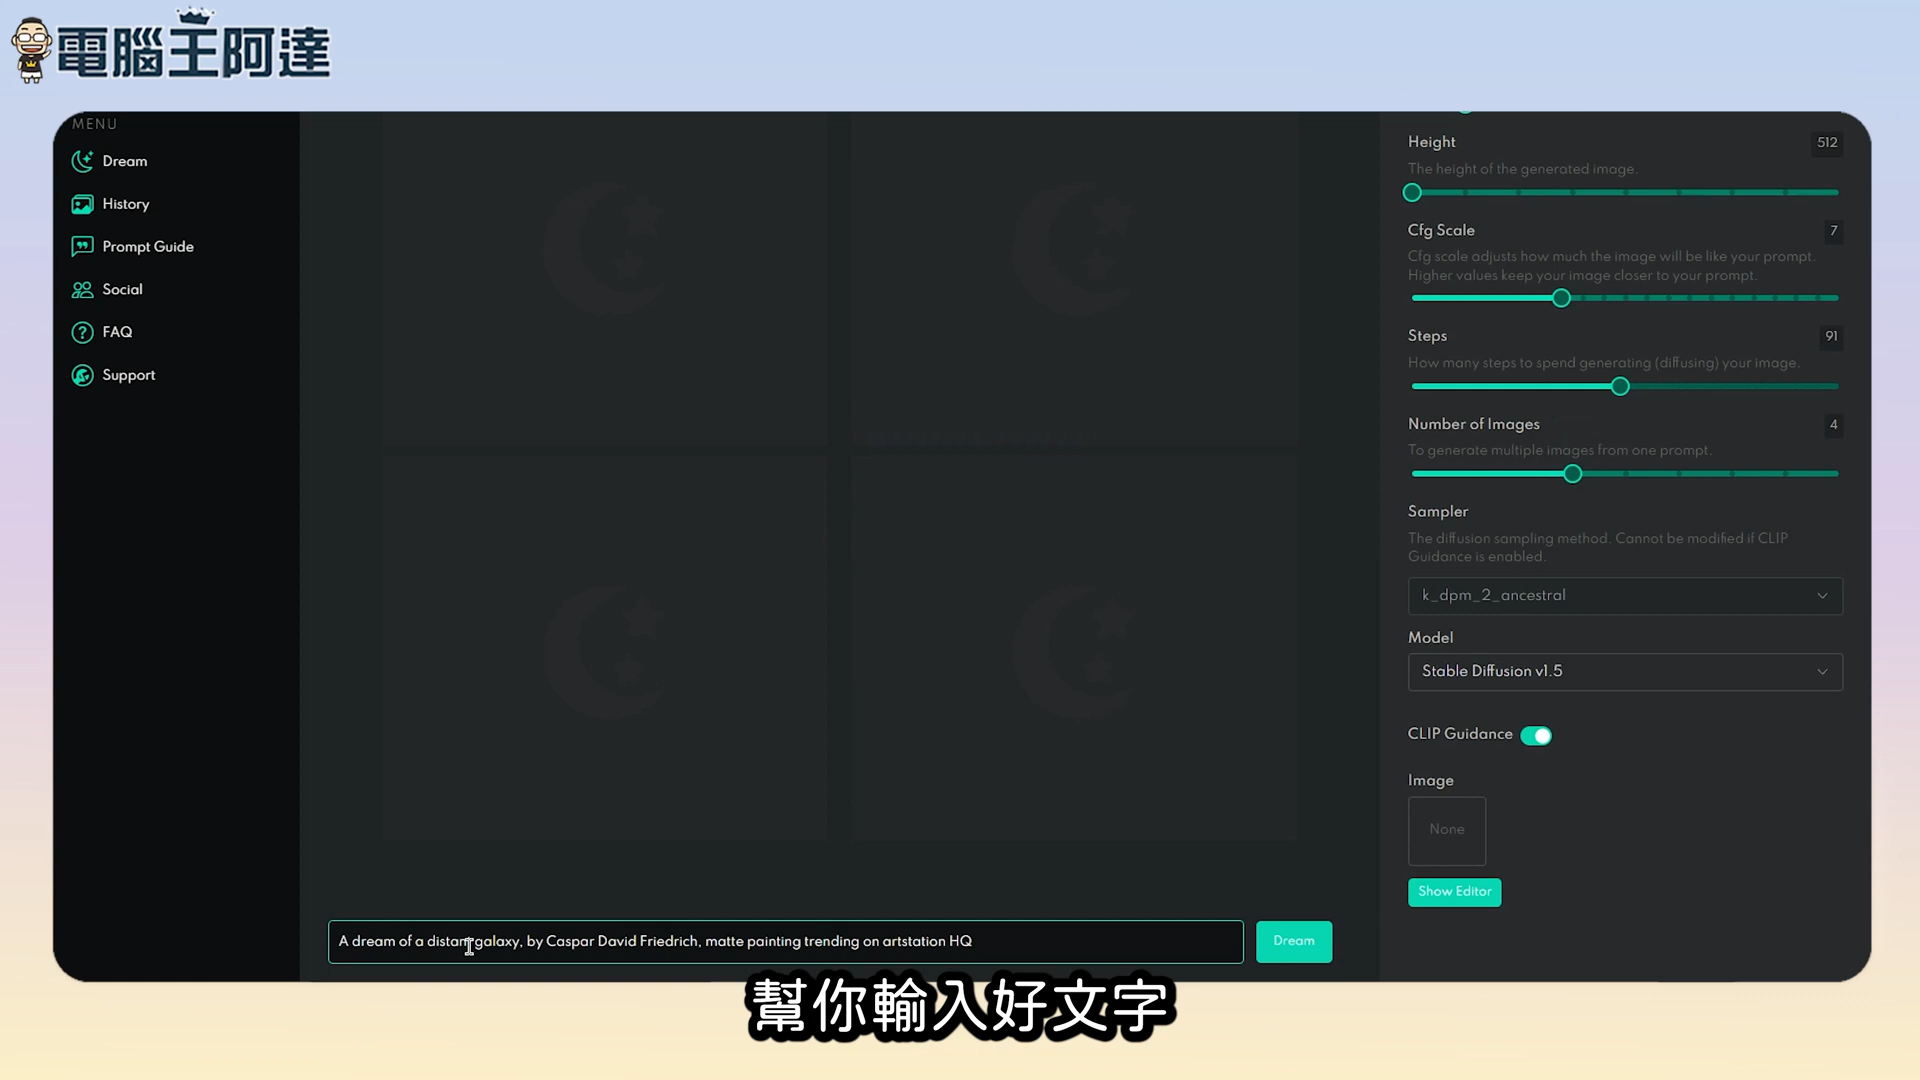 電腦王阿達
MENU
Dream
History
Prompt Guide
Social
FAQ
Support
Height
512
The height of the generated image.
Cfg Scale
7
Cfg scale adjusts how much the image will be like your prompt.
Higher values keep your image closer to your prompt.
Steps
91
How many steps to spend generating (diffusing) your image.
Number of Images
4
To generate multiple images from one prompt.
Sampler
The diffusion sampling method. Cannot be modified if CLIP
Guidance is enabled.
k_dpm_2_ancestral
Model
Stable Diffusion v1.5
CLIP Guidance
Image
None
Show Editor
A dream of a distant galaxy, by Caspar David Friedrich, matte painting trending on artstation HQ
Dream
幫你輸入好文字